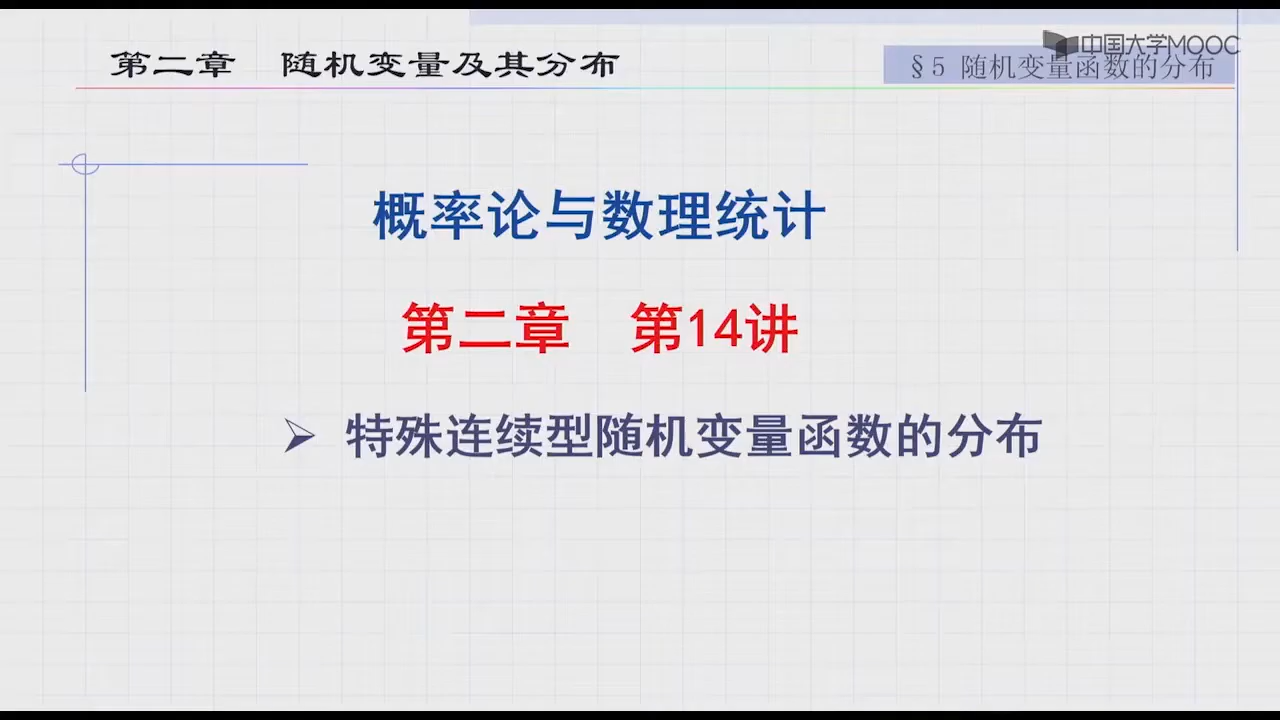 中国大学MOOC
第二章 随机变量及其分布
§5 随机变量函数的分布
概率论与数理统计
第二章 第14讲
特殊连续型随机变量函数的分布